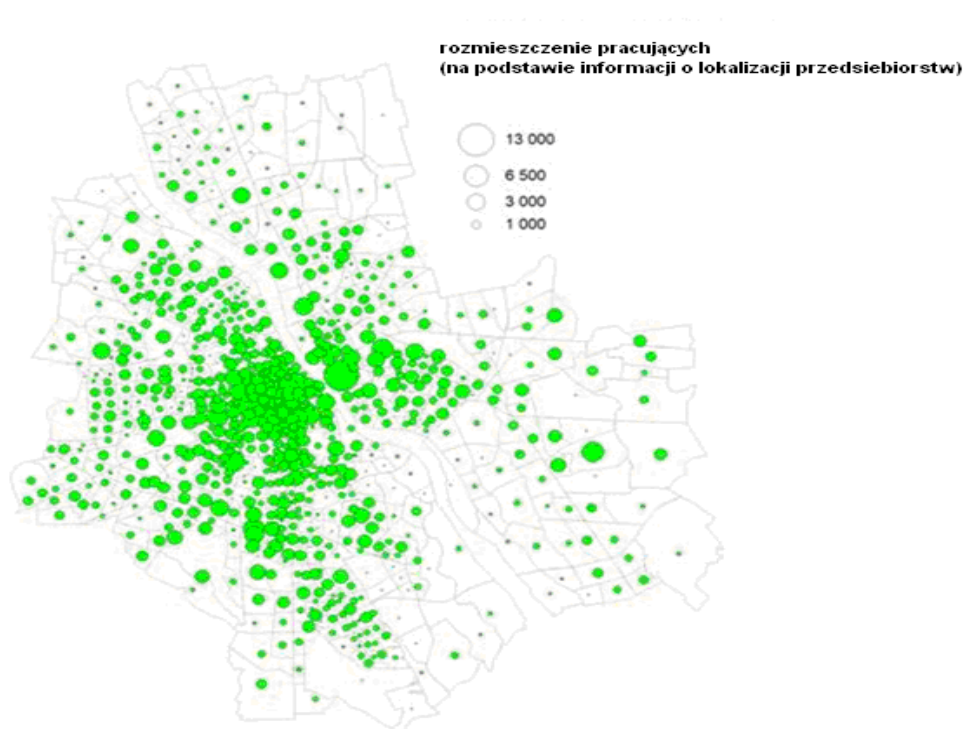 rozmieszczenie pracujących
(na podstawie informacji o lokalizacji przedsiebiorstw)
13 000
6 500
3 000
1 000